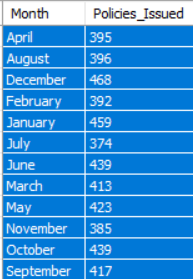 Month Policies_Issued
April 395
August 396
December 468
February 392
January 459
July 374
June 439
March 413
May 423
November 385
October 439
September 417